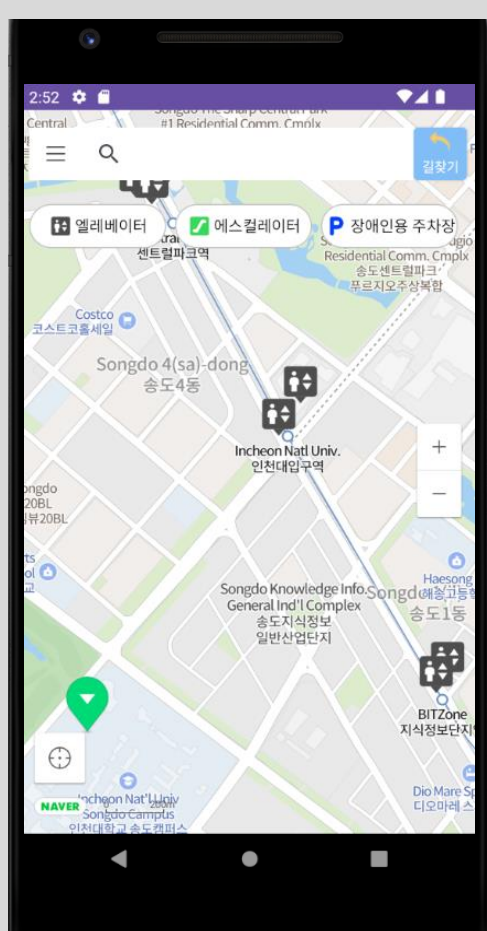 2:52
Songdo The Sharp Central Park
#1 Residential Comm. Cmplx
Central
길찾기
엘레베이터
에스컬레이터
P 장애인용 주차장
센트럴파크역
Residential Comm. Cmplx
송도센트럴파크
푸르지오주상복합
Costco
코스트코홀세일
Songdo 4(sa)-dong
송도4동
Incheon Natl Univ.
인천대입구역
+
−
ongdo
20BL
뷰20BL
Haesong
해송고등학
Songdo
송도1동
Songdo Knowledge Info.
General Ind'l Complex
송도지식정보
일반산업단지
BITZone
지식정보단지역
Dio Mare Sp
디오마레 스
NAVER
0 200m
Incheon Nat'l Univ
Songdo Campus
인천대학교 송도캠퍼스